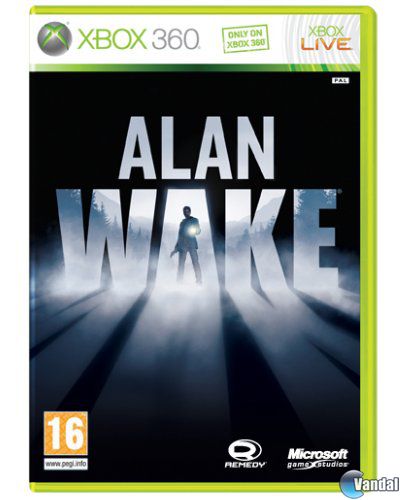 XBOX 360
ONLY ON
XBOX 360
XBOX
LIVE
PAL
ALAN
WAKE®
16
www.pegi.info
REMEDY®
Microsoft®
game studios
Vandal